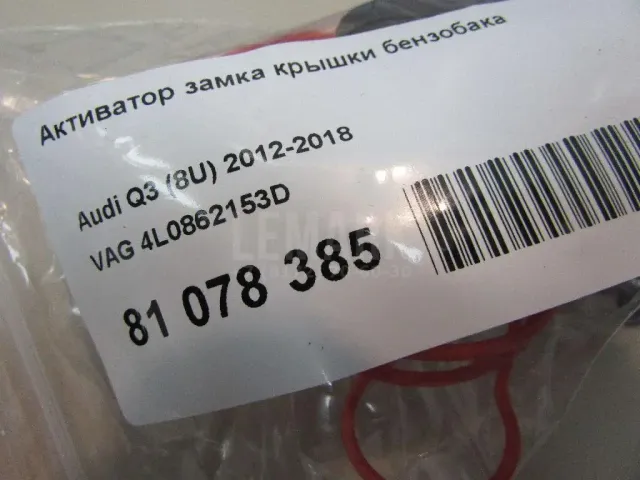 Активатор замка крышки бензобака
Audi Q3 (8U) 2012-2018
VAG 4L0862153D
81 078 385